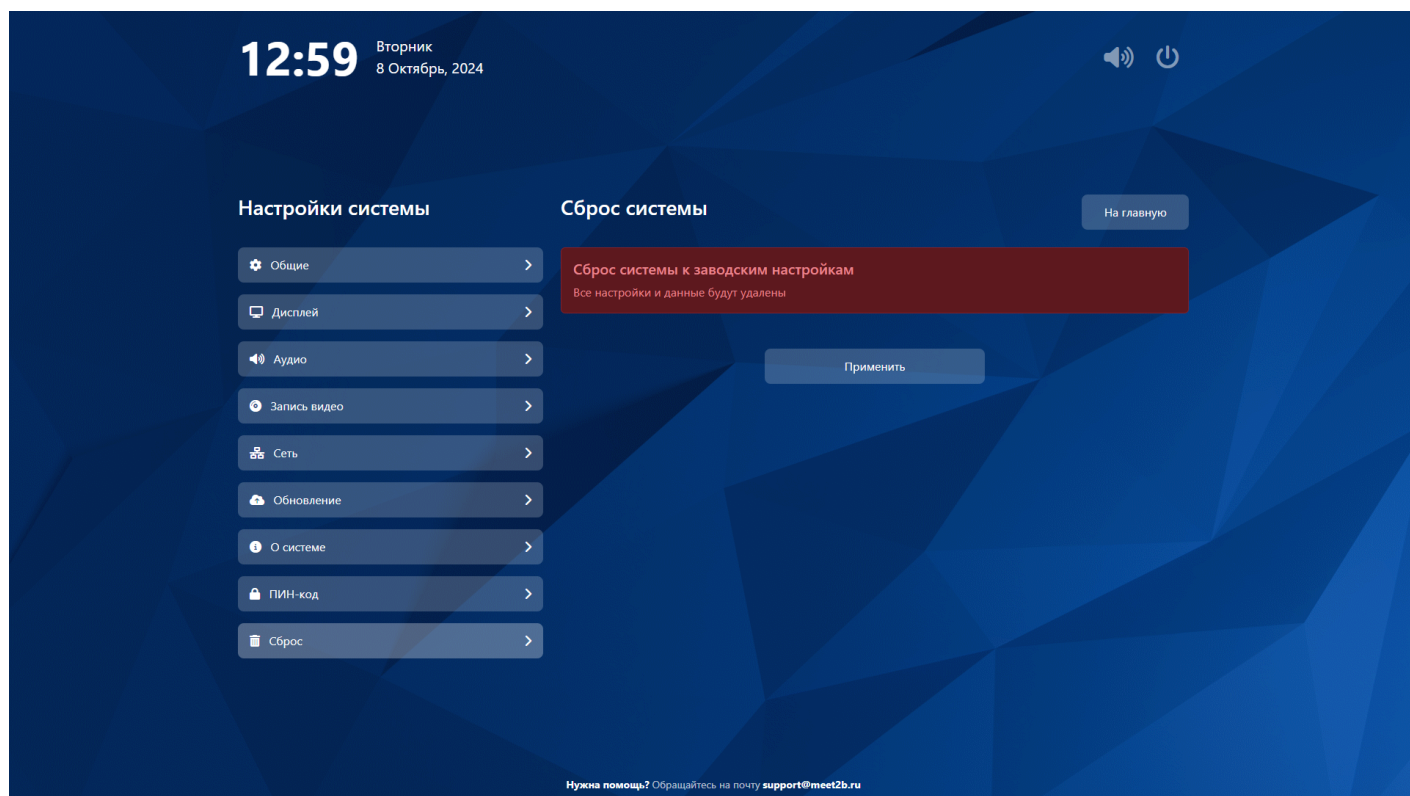 12:59
Вторник
8 Октябрь, 2024
Настройки системы
Общие
Дисплей
Аудио
Запись видео
Сеть
Обновление
О системе
ПИН-код
Сброс
Сброс системы
На главную
Сброс системы к заводским настройкам
Все настройки и данные будут удалены
Применить
Нужна помощь? Обращайтесь на почту support@meet2b.ru